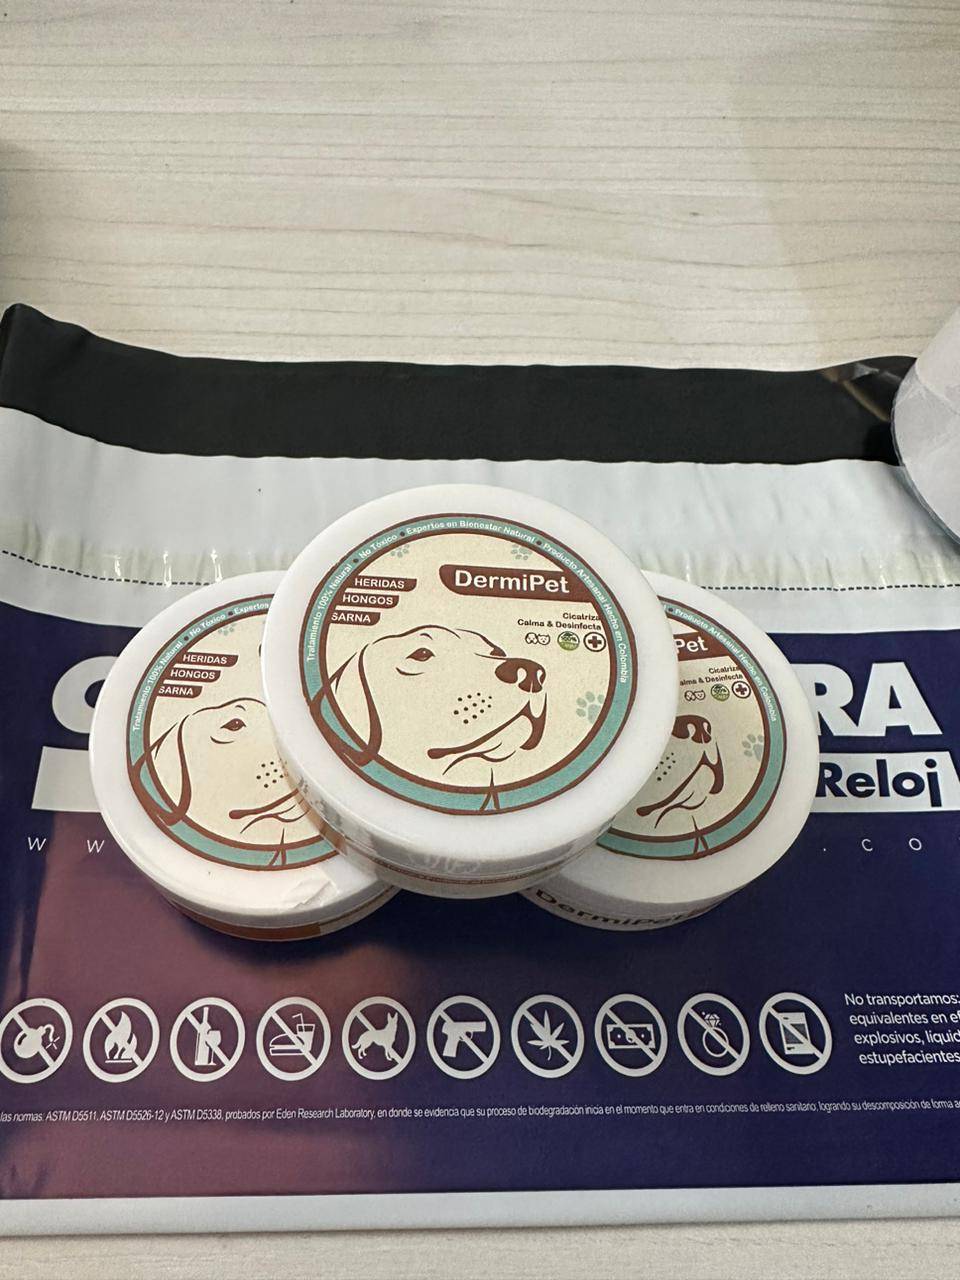 Tratamiento 100% Natural • No Tóxico • Expertos en Bienestar Natural • Producto Artesanal Hecho en Colombia
HERIDAS
HONGOS
SARNA
DermiPet
Cicatriza
Calma & Desinfecta
Tratamiento 100% Natural • No Tóxico •
HERIDAS
HONGOS
SARNA
Producto Artesanal Hecho en Colombia
Pet
Cicatriza
alma & Desinfecta
DermiPet
RA
Reloj
W W . C O
No transportamos:
equivalentes en ef
explosivos, líquid
estupefacientes
las normas: ASTM D5511, ASTM D5526-12 y ASTM D5338, probados por Eden Research Laboratory, en donde se evidencia que su proceso de biodegradación inicia en el momento que entra en condiciones de relleno sanitario, logrando su descomposición de forma